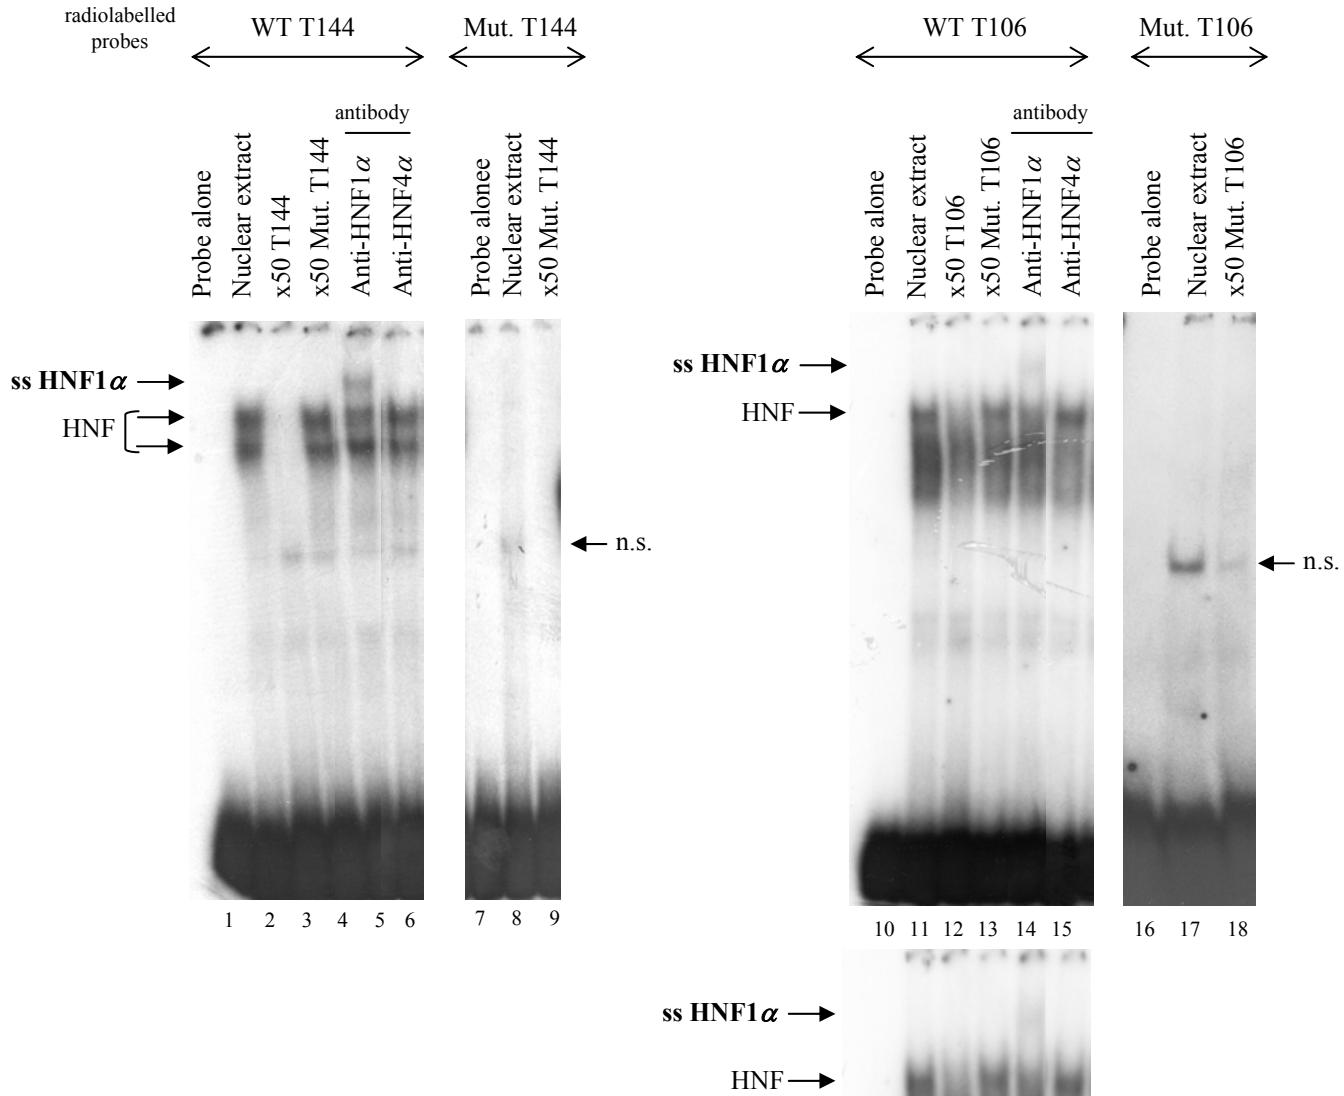 radiolabelled
probes
WT T144
Mut. T144
WT T106
Mut. T106
antibody
antibody
Probe alone
Nuclear extract
x50 T144
x50 Mut. T144
Anti-HNF1α
Anti-HNF4α
Probe alonee
Nuclear extract
x50 Mut. T144
Probe alone
Nuclear extract
x50 T106
x50 Mut. T106
Anti-HNF1α
Anti-HNF4α
Probe alone
Nuclear extract
x50 Mut. T106
ss HNF1α
HNF
n.s.
ss HNF1α
HNF
n.s.
1 2 3 4 5 6
7 8 9
10 11 12 13 14 15
16 17 18
ss HNF1α
HNF